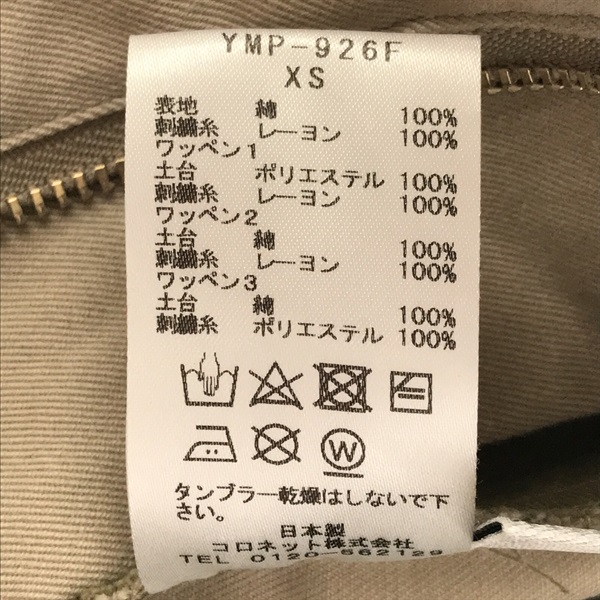 YMP-926F
XS
表地 綿 100%
刺繍糸 レーヨン 100%
ワッペン1
土台 ポリエステル 100%
刺繍糸 レーヨン 100%
ワッペン2
土台 綿 100%
刺繍糸 レーヨン 100%
ワッペン3
土台 綿 100%
刺繍糸 ポリエステル 100%
W
タンブラー乾燥はしないで下
さい。
日本製
コロネット株式会社
TEL 0120-562129